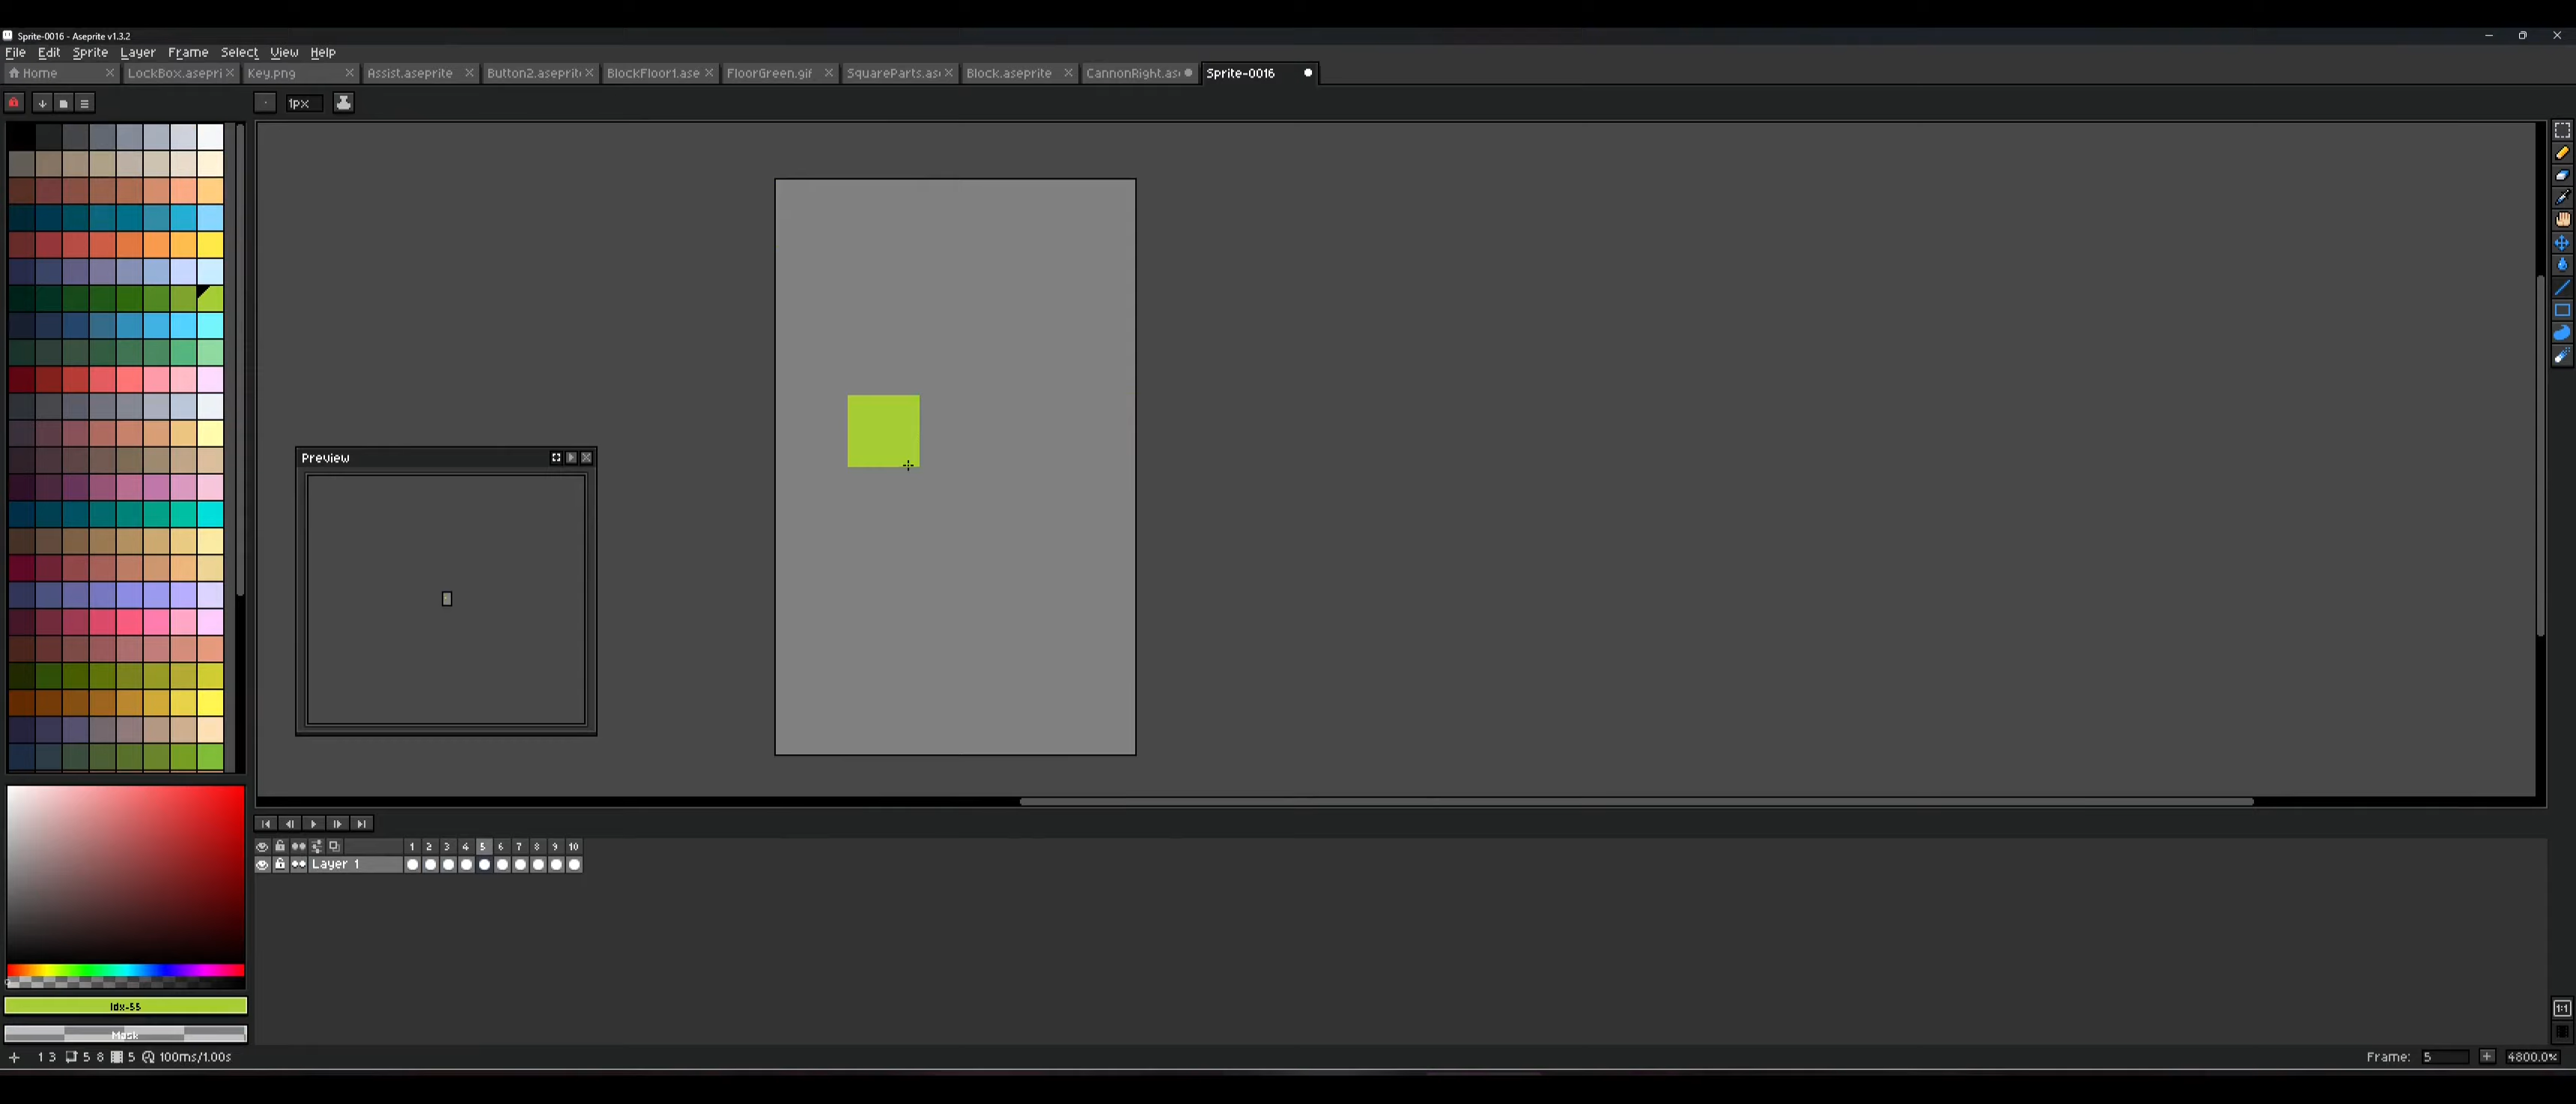 Sprite-0016 - Aseprite v1.3.2
File Edit Sprite Layer Frame Select View Help
Home LockBox.asepri Key.png Assist.aseprite Button2.aseprite BlockFloor1.ase FloorGreen.gif SquareParts.as Block.aseprite CannonRight.as Sprite-0016
1px
Preview
1 2 3 4 5 6 7 8 9 10
Layer 1
Idx-55
Mask
1:1
1 3 5 8 5 100ms/1.00s Frame: 5 4800.0%